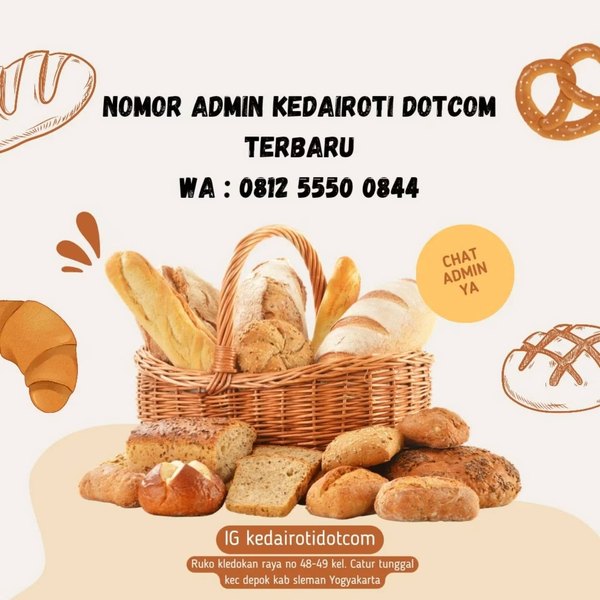 NOMOR ADMIN KEDAIROTI DOTCOM
TERBARU
WA : 0812 5550 0844
CHAT
ADMIN
YA
IG kedairotidotcom
Ruko kledokan raya no 48-49 kel. Catur tunggal
kec depok kab sleman Yogyakarta